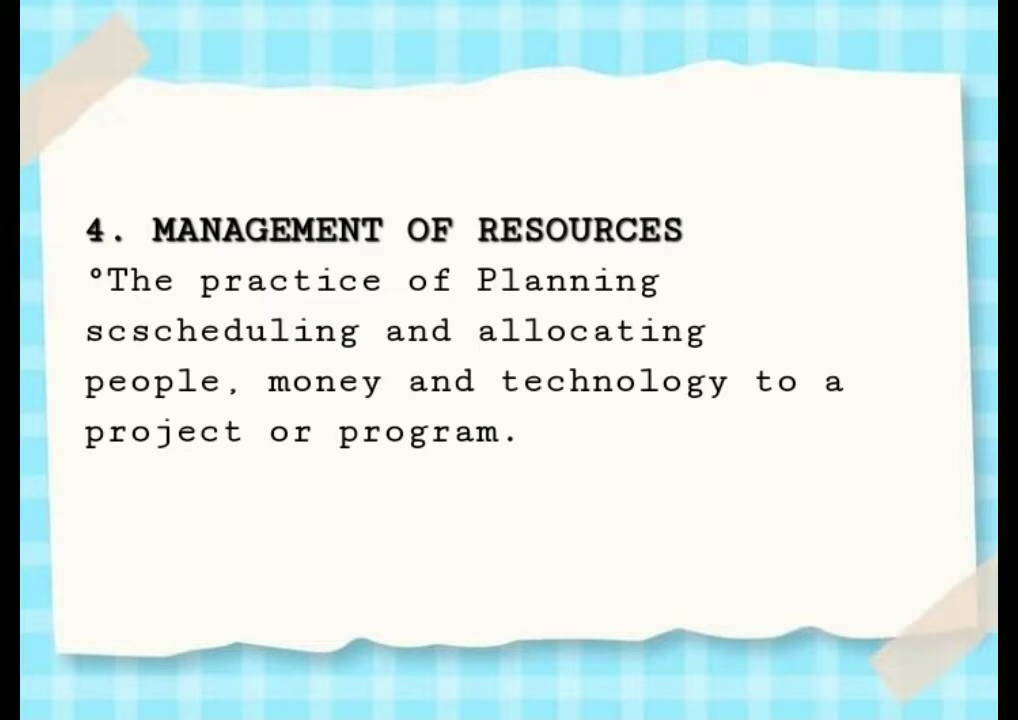 4. MANAGEMENT OF RESOURCES
°The practice of Planning
scscheduling and allocating
people, money and technology to a
project or program.